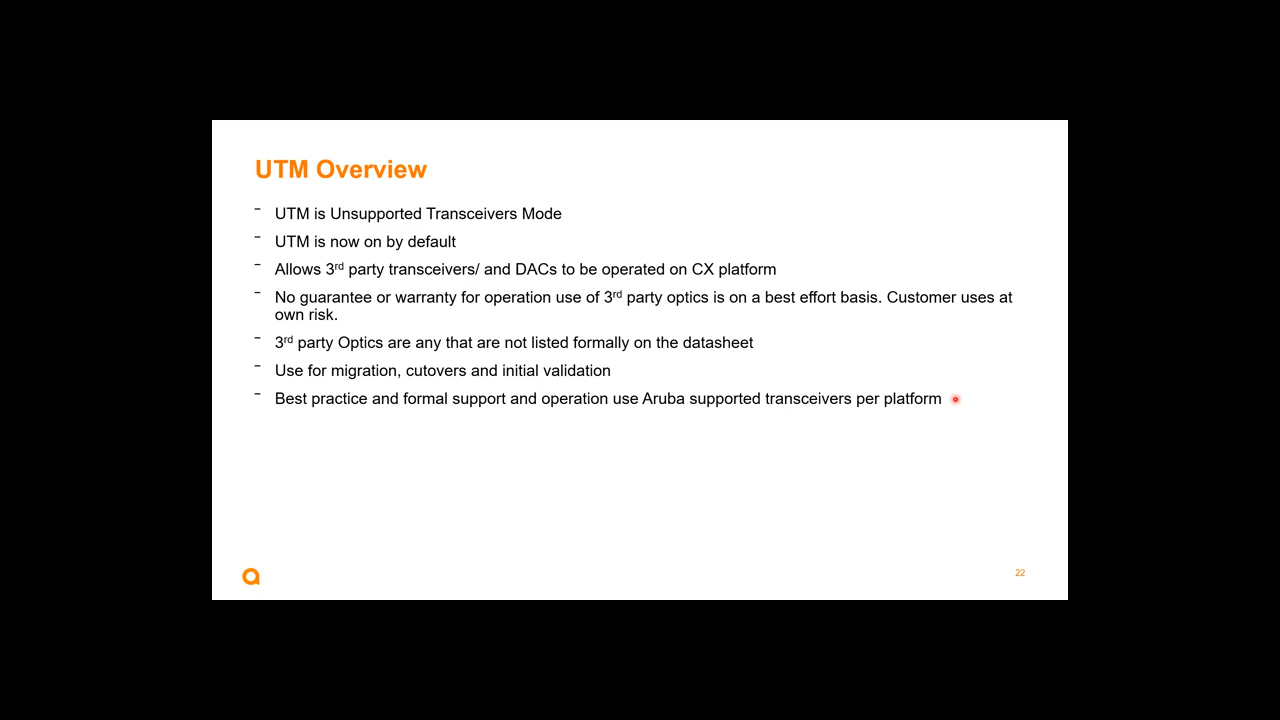 UTM Overview
– UTM is Unsupported Transceivers Mode
– UTM is now on by default
– Allows 3rd party transceivers/ and DACs to be operated on CX platform
– No guarantee or warranty for operation use of 3rd party optics is on a best effort basis. Customer uses at
own risk.
– 3rd party Optics are any that are not listed formally on the datasheet
– Use for migration, cutovers and initial validation
– Best practice and formal support and operation use Aruba supported transceivers per platform
22